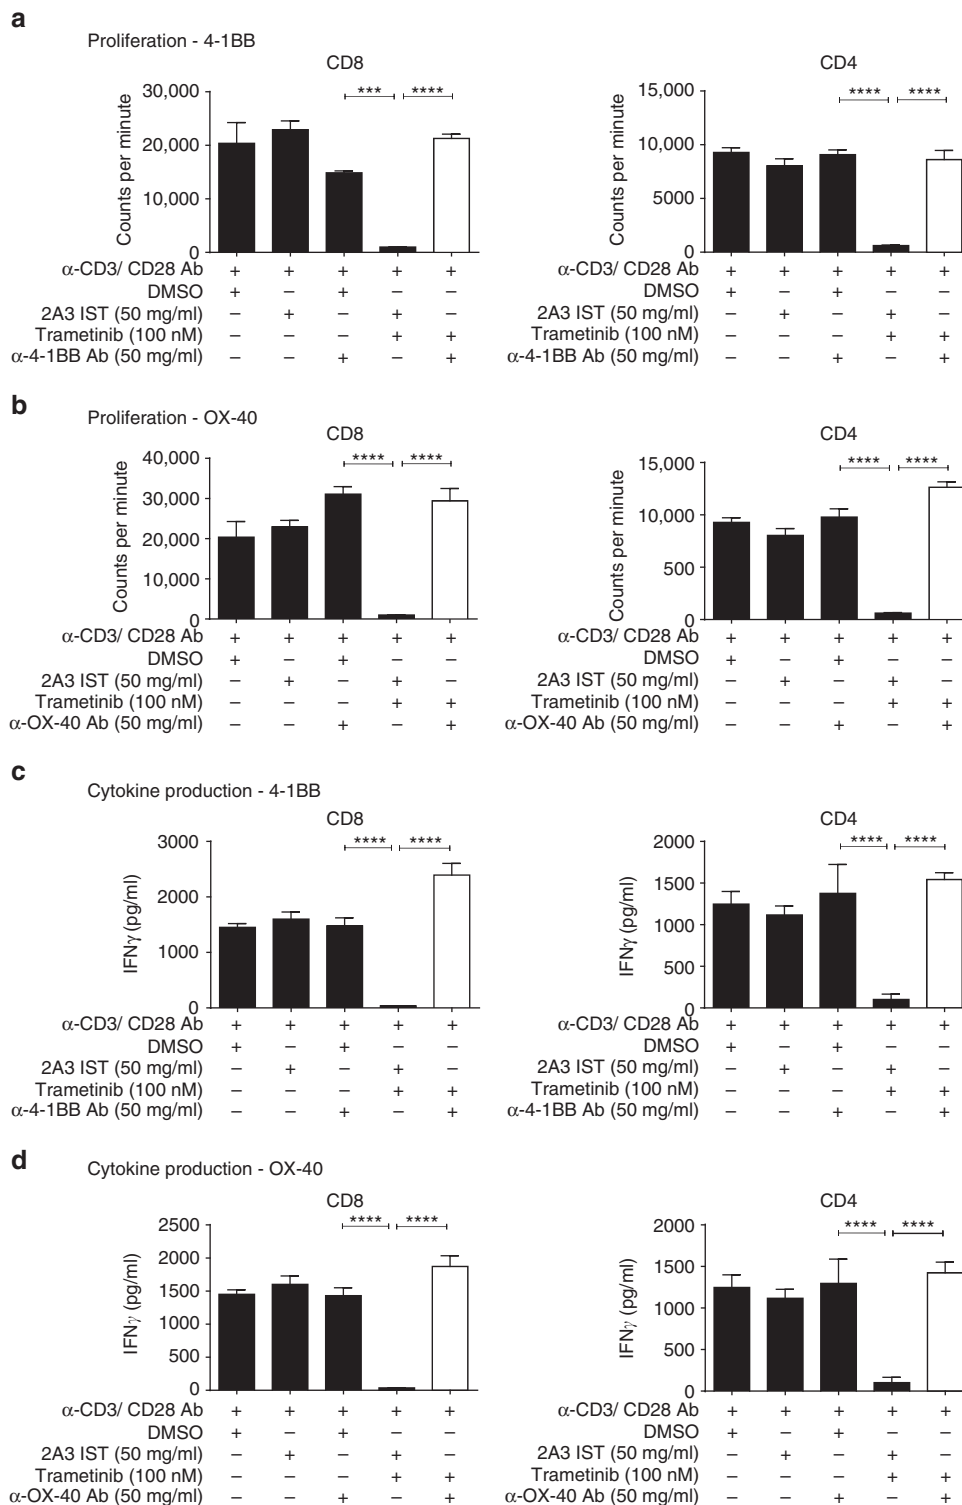 a
Proliferation - 4-1BB
CD8
*** ****
30,000
20,000
10,000
0
Counts per minute
α-CD3/ CD28 Ab + + + + +
DMSO + – + – –
2A3 IST (50 mg/ml) – + – + –
Trametinib (100 nM) – – – + +
α-4-1BB Ab (50 mg/ml) – – + – +
CD4
**** ****
15,000
10,000
5000
0
Counts per minute
α-CD3/ CD28 Ab + + + + +
DMSO + – + – –
2A3 IST (50 mg/ml) – + – + –
Trametinib (100 nM) – – – + +
α-4-1BB Ab (50 mg/ml) – – + – +
b
Proliferation - OX-40
CD8
**** ****
40,000
30,000
20,000
10,000
0
Counts per minute
α-CD3/ CD28 Ab + + + + +
DMSO + – + – –
2A3 IST (50 mg/ml) – + – + –
Trametinib (100 nM) – – – + +
α-OX-40 Ab (50 mg/ml) – – + – +
CD4
**** ****
15,000
10,000
500
0
Counts per minute
α-CD3/ CD28 Ab + + + + +
DMSO + – + – –
2A3 IST (50 mg/ml) – + – + –
Trametinib (100 nM) – – – + +
α-OX-40 Ab (50 mg/ml) – – + – +
c
Cytokine production - 4-1BB
CD8
**** ****
3000
2000
1000
0
IFNγ (pg/ml)
α-CD3/ CD28 Ab + + + + +
DMSO + – + – –
2A3 IST (50 mg/ml) – + – + –
Trametinib (100 nM) – – – + +
α-4-1BB Ab (50 mg/ml) – – + – +
CD4
**** ****
2000
1500
1000
500
0
IFNγ (pg/ml)
α-CD3/ CD28 Ab + + + + +
DMSO + – + – –
2A3 IST (50 mg/ml) – + – + –
Trametinib (100 nM) – – – + +
α-4-1BB Ab (50 mg/ml) – – + – +
d
Cytokine production - OX-40
CD8
**** ****
2500
2000
1500
1000
500
0
IFNγ (pg/ml)
α-CD3/ CD28 Ab + + + + +
DMSO + – + – –
2A3 IST (50 mg/ml) – + – + –
Trametinib (100 nM) – – – + +
α-OX-40 Ab (50 mg/ml) – – + – +
CD4
**** ****
2000
1500
1000
500
0
IFNγ (pg/ml)
α-CD3/ CD28 Ab + + + + +
DMSO + – + – –
2A3 IST (50 mg/ml) – + – + –
Trametinib (100 nM) – – – + +
α-OX-40 Ab (50 mg/ml) – – + – +